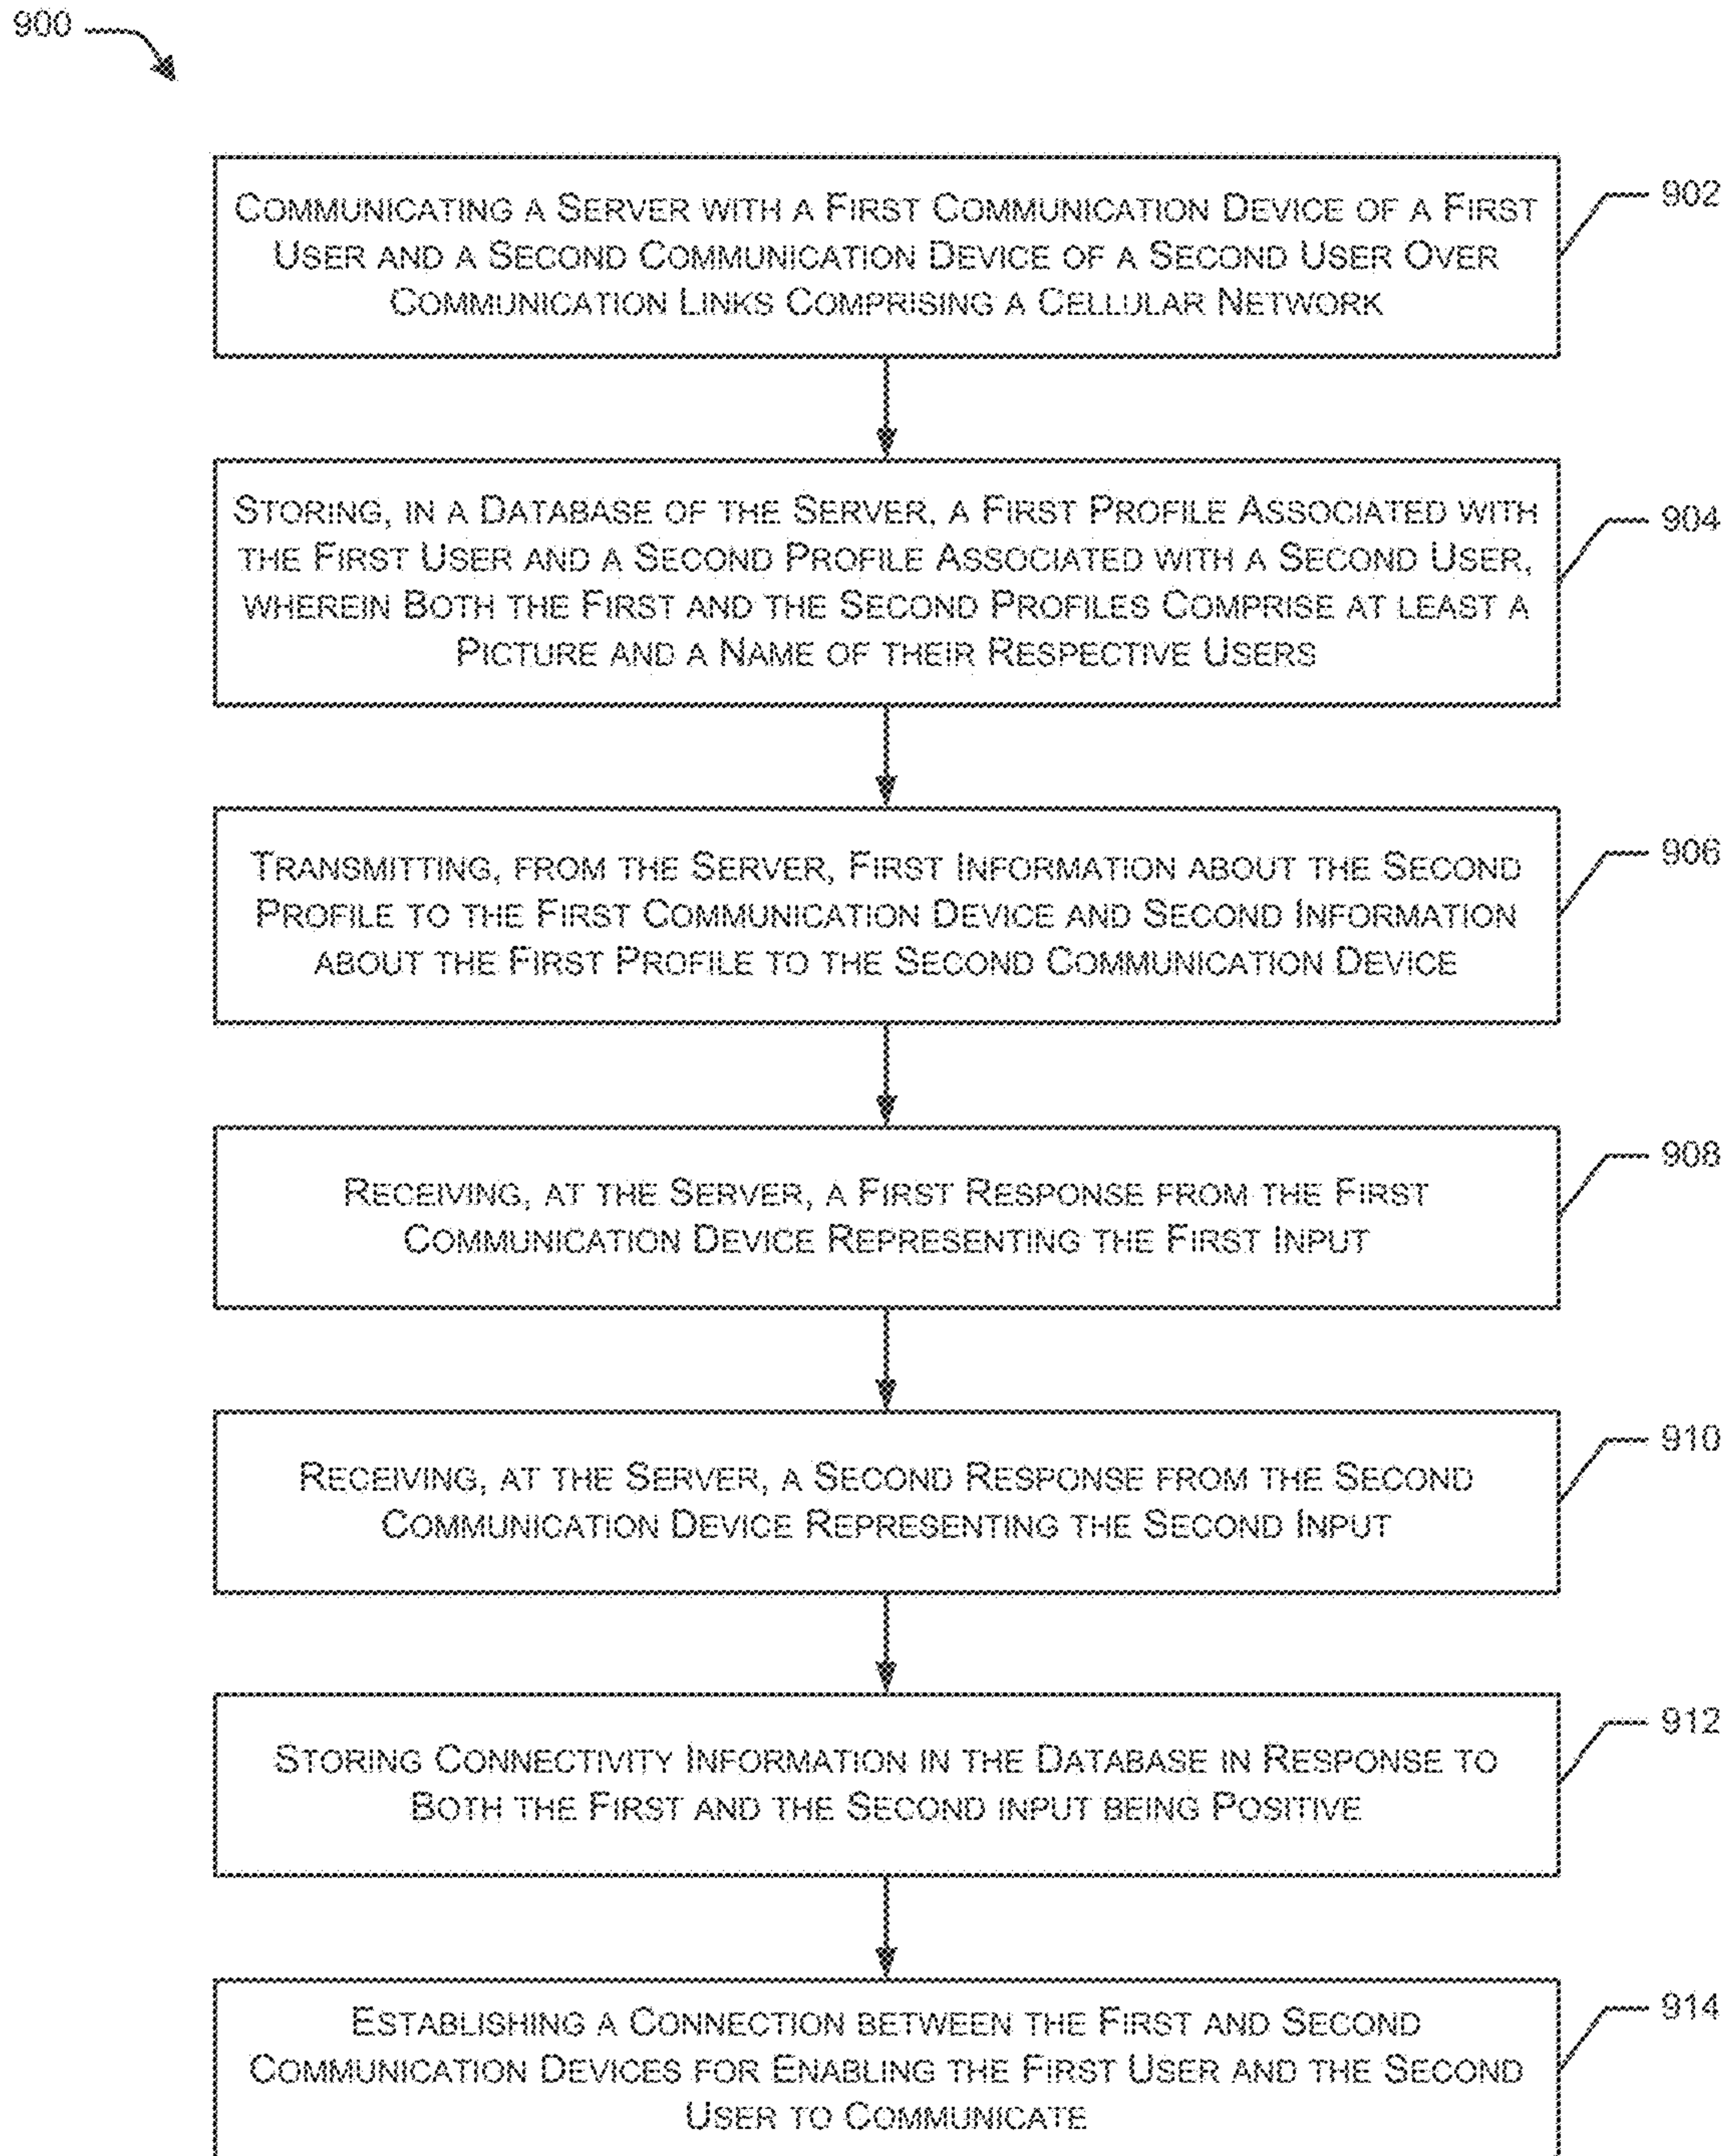 900
COMMUNICATING A SERVER WITH A FIRST COMMUNICATION DEVICE OF A FIRST
USER AND A SECOND COMMUNICATION DEVICE OF A SECOND USER OVER
COMMUNICATION LINKS COMPRISING A CELLULAR NETWORK
902
STORING, IN A DATABASE OF THE SERVER, A FIRST PROFILE ASSOCIATED WITH
THE FIRST USER AND A SECOND PROFILE ASSOCIATED WITH A SECOND USER,
WHEREIN BOTH THE FIRST AND THE SECOND PROFILES COMPRISE AT LEAST A
PICTURE AND A NAME OF THEIR RESPECTIVE USERS
904
TRANSMITTING, FROM THE SERVER, FIRST INFORMATION ABOUT THE SECOND
PROFILE TO THE FIRST COMMUNICATION DEVICE AND SECOND INFORMATION
ABOUT THE FIRST PROFILE TO THE SECOND COMMUNICATION DEVICE
906
RECEIVING, AT THE SERVER, A FIRST RESPONSE FROM THE FIRST
COMMUNICATION DEVICE REPRESENTING THE FIRST INPUT
908
RECEIVING, AT THE SERVER, A SECOND RESPONSE FROM THE SECOND
COMMUNICATION DEVICE REPRESENTING THE SECOND INPUT
910
STORING CONNECTIVITY INFORMATION IN THE DATABASE IN RESPONSE TO
BOTH THE FIRST AND THE SECOND INPUT BEING POSITIVE
912
ESTABLISHING A CONNECTION BETWEEN THE FIRST AND SECOND
COMMUNICATION DEVICES FOR ENABLING THE FIRST USER AND THE SECOND
USER TO COMMUNICATE
914